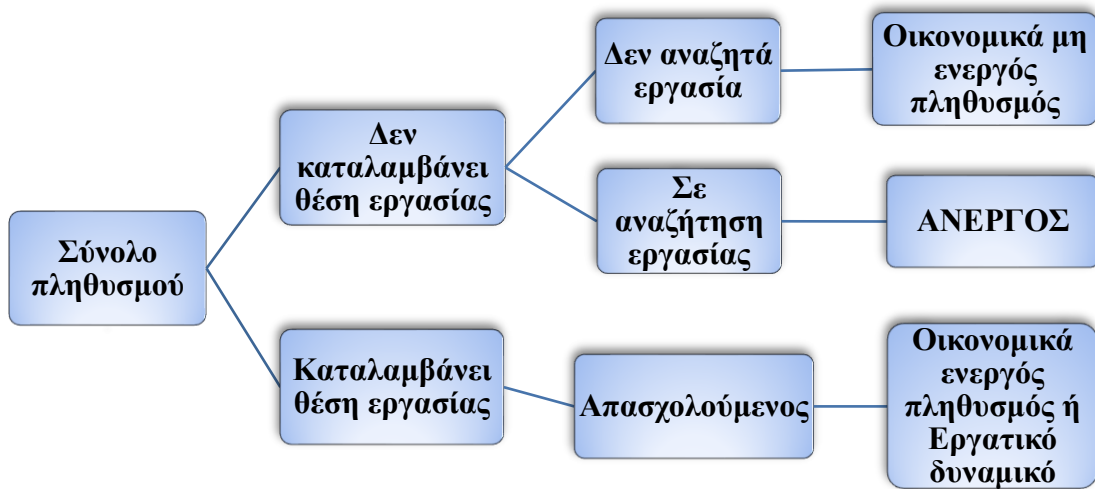 Σύνολο
πληθυσμού
Δεν
καταλαμβάνει
θέση εργασίας
Δεν αναζητά
εργασία
Οικονομικά μη
ενεργός
πληθυσμός
Σε
αναζήτηση
εργασίας
ΑΝΕΡΓΟΣ
Καταλαμβάνει
θέση εργασίας
Απασχολούμενος
Οικονομικά
ενεργός
πληθυσμός ή
Εργατικό
δυναμικό